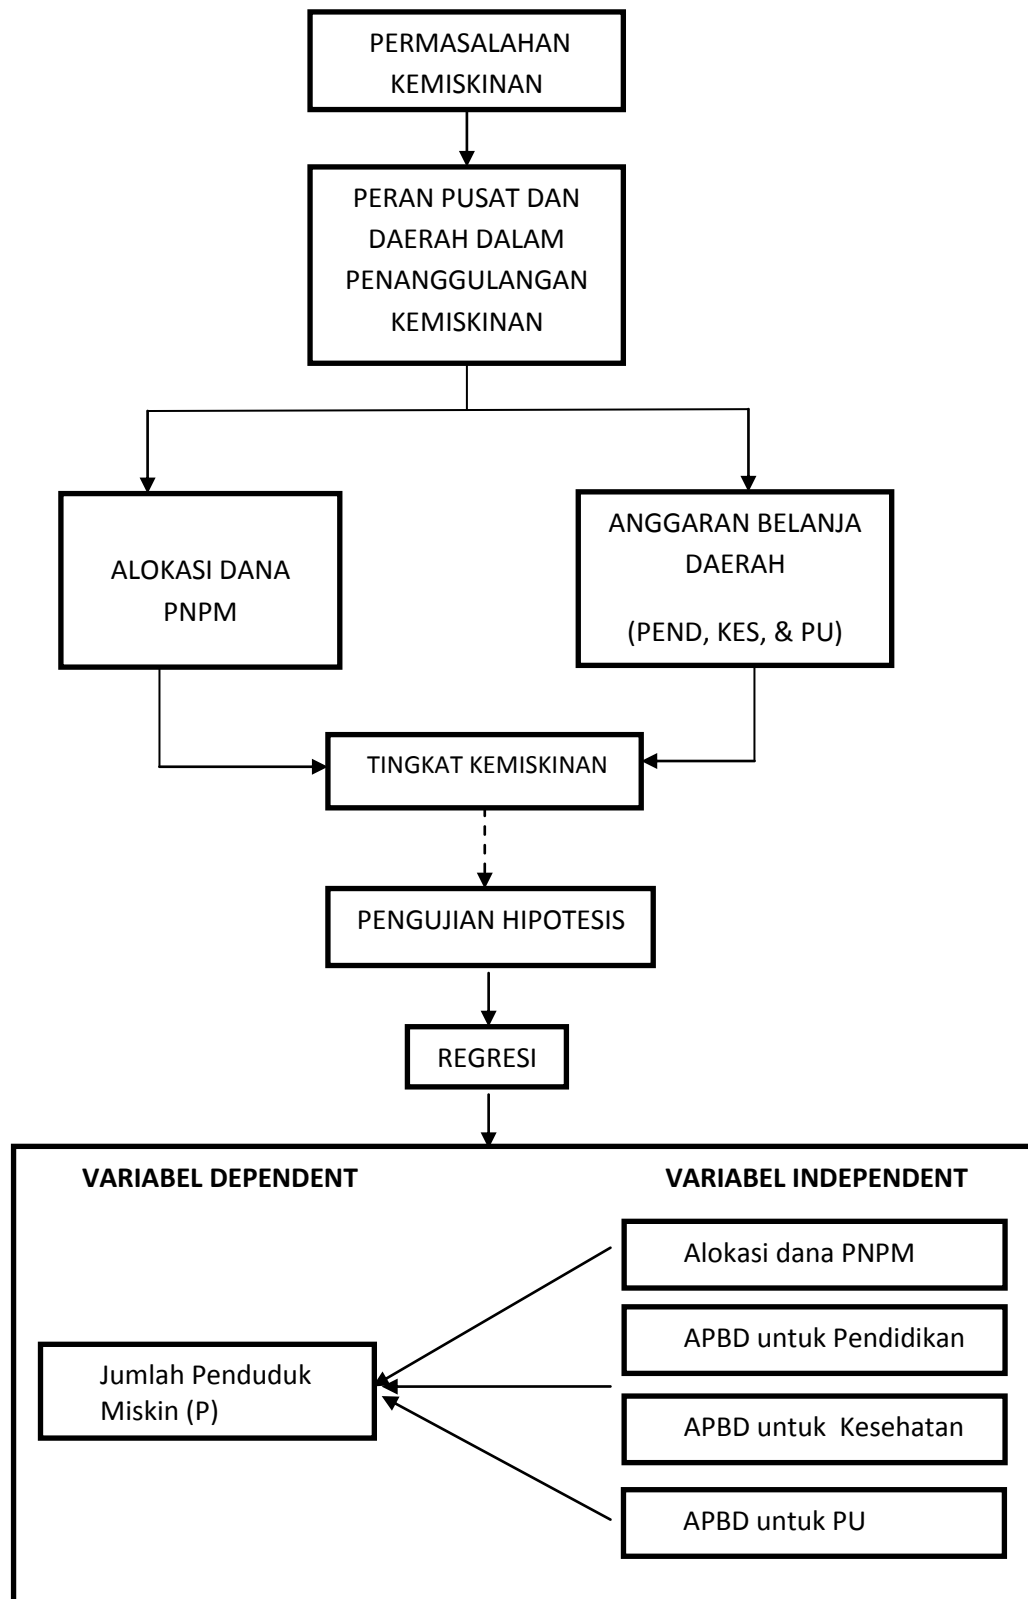 PERMASALAHAN
KEMISKINAN
PERAN PUSAT DAN
DAERAH DALAM
PENANGGULANGAN
KEMISKINAN
ALOKASI DANA
PNPM
ANGGARAN BELANJA
DAERAH
(PEND, KES, & PU)
TINGKAT KEMISKINAN
PENGUJIAN HIPOTESIS
REGRESI
VARIABEL DEPENDENT
VARIABEL INDEPENDENT
Jumlah Penduduk
Miskin (P)
Alokasi dana PNPM
APBD untuk Pendidikan
APBD untuk Kesehatan
APBD untuk PU